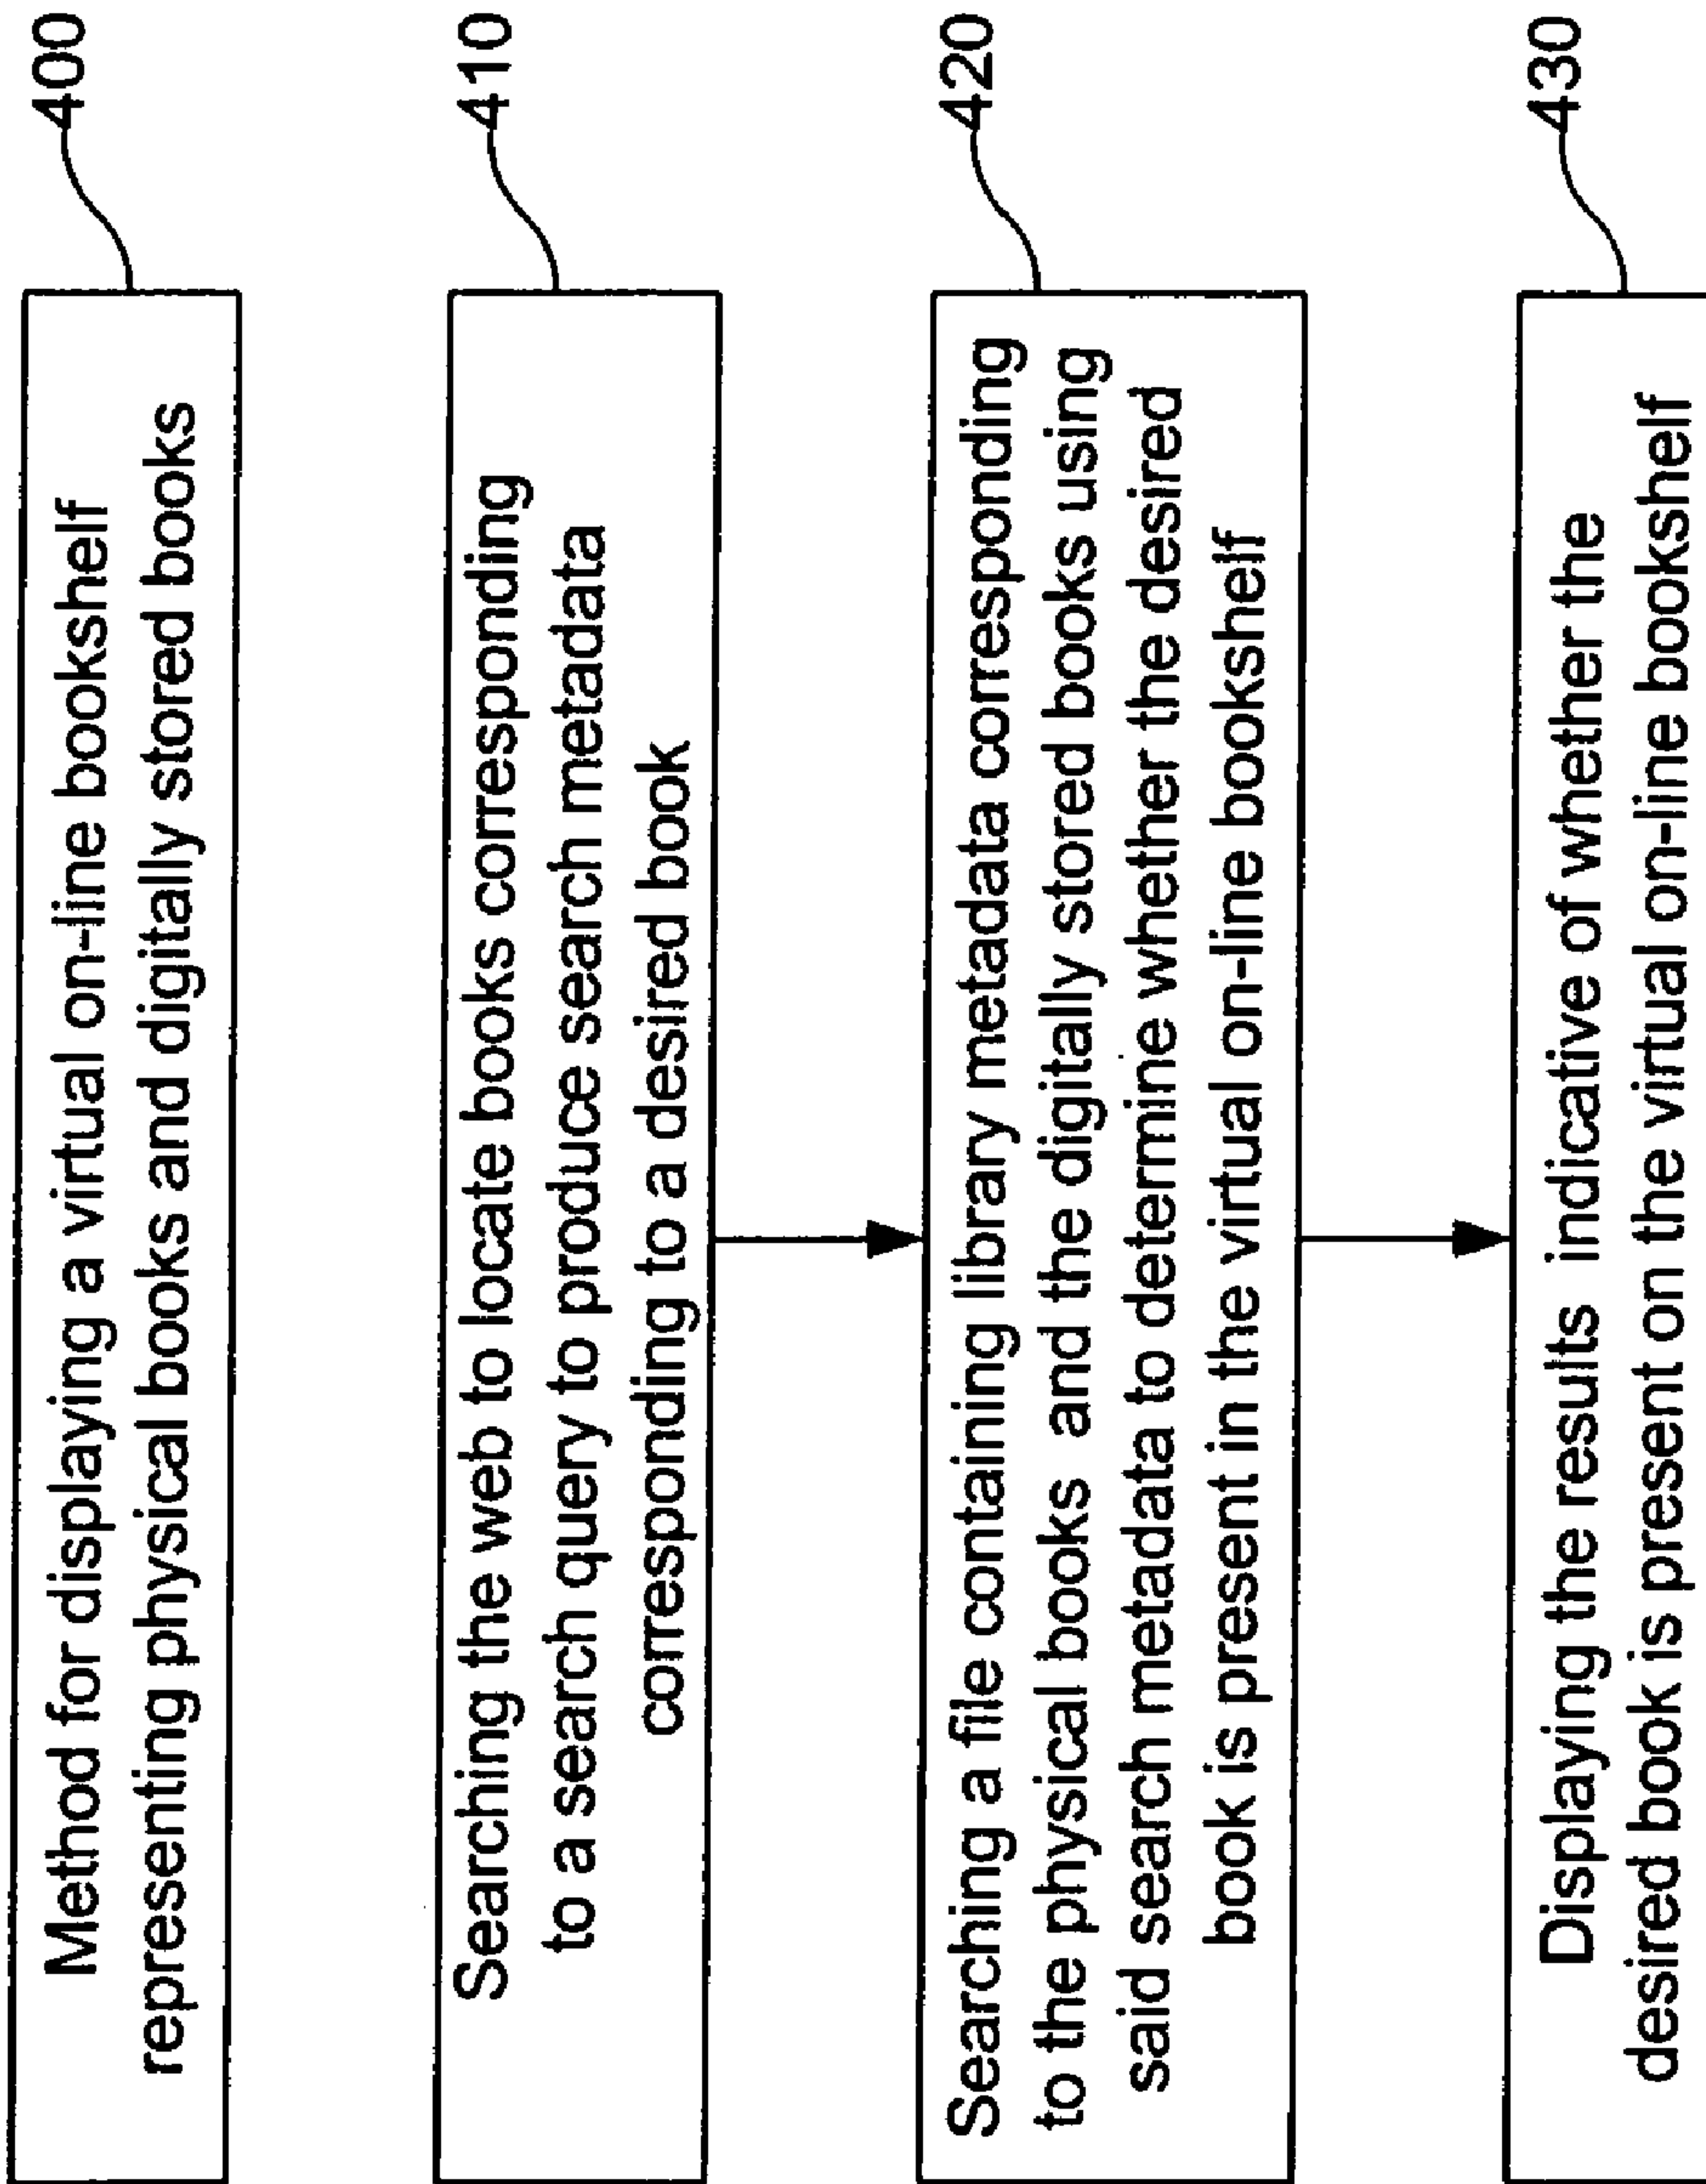 Method for displaying a virtual on-line bookshelf
representing physical books and digitally stored books
400
Searching the web to locate books corresponding
to a search query to produce search metadata
corresponding to a desired book
410
Searching a file containing library metadata corresponding
to the physical books and the digitally stored books using
said search metadata to determine whether the desired
book is present in the virtual on-line bookshelf
420
Displaying the results indicative of whether the
desired book is present on the virtual on-line bookshelf
430